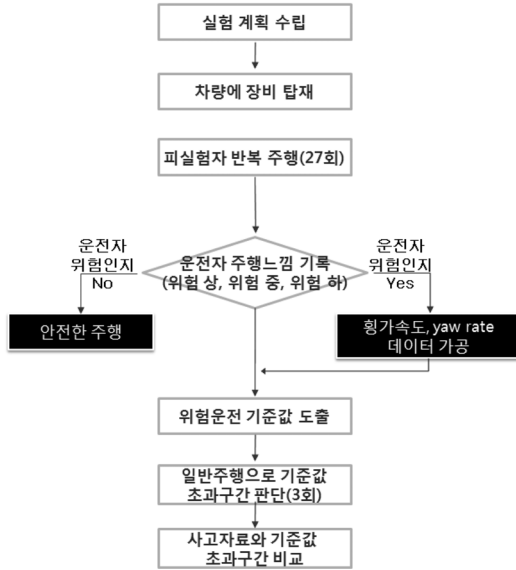 실험 계획 수립
차량에 장비 탑재
피실험자 반복 주행(27회)
운전자
위험인지
No
운전자 주행느낌 기록
(위험 상, 위험 중, 위험 하)
운전자
위험인지
Yes
안전한 주행
횡가속도, yaw rate
데이터 가공
위험운전 기준값 도출
일반주행으로 기준값
초과구간 판단(3회)
사고자료와 기준값
초과구간 비교